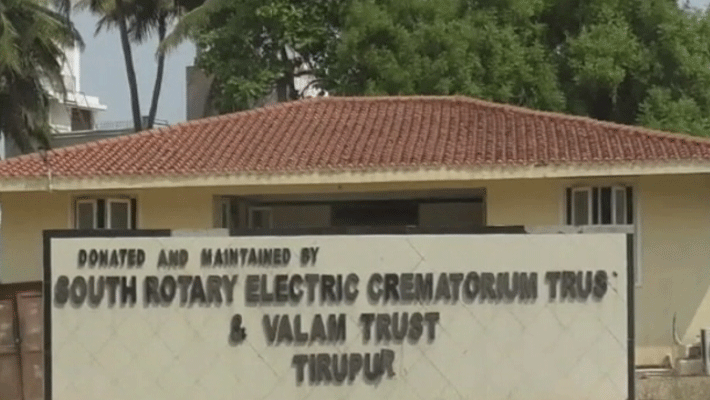 DONATED AND MAINTAINED BY
SOUTH ROTARY ELECTRIC CREMATORIUM TRUS
& VALAM TRUST
TIRUPUR